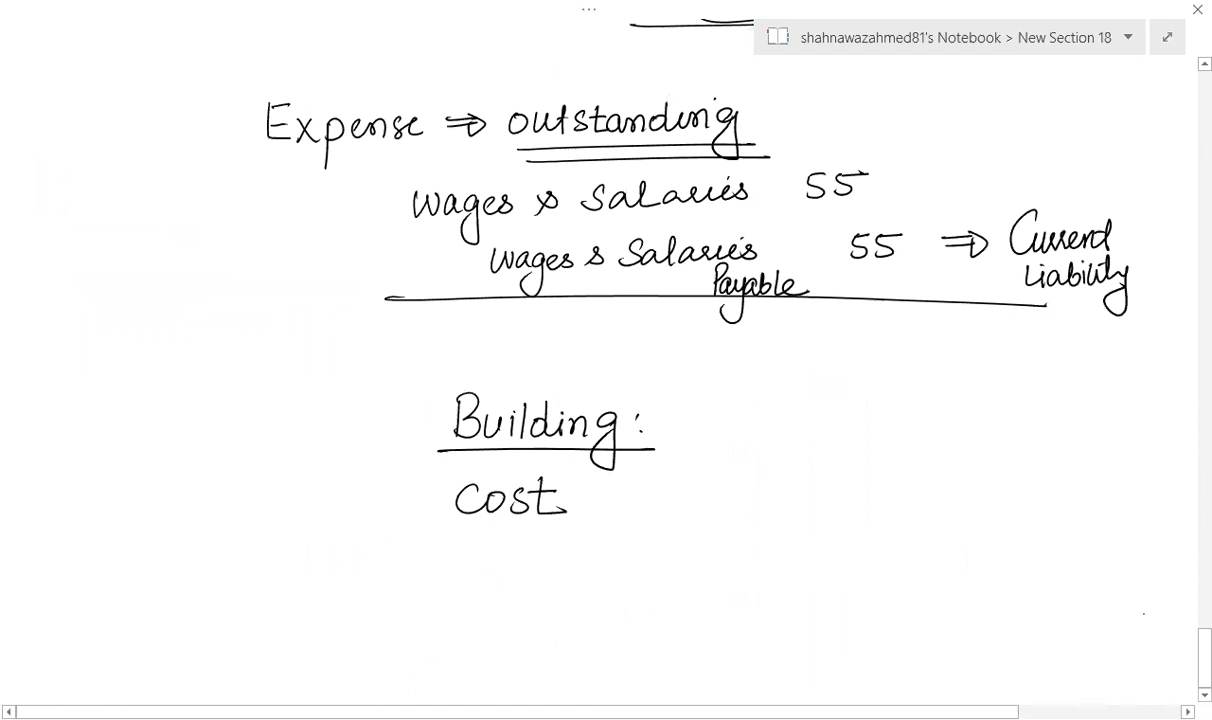 shahnawazahmed81's Notebook > New Section 18
Expense ⇒ outstanding
Wages & Salaries 55
Wages & Salaries Payable 55 ⇒ Current Liability
Building:
Cost